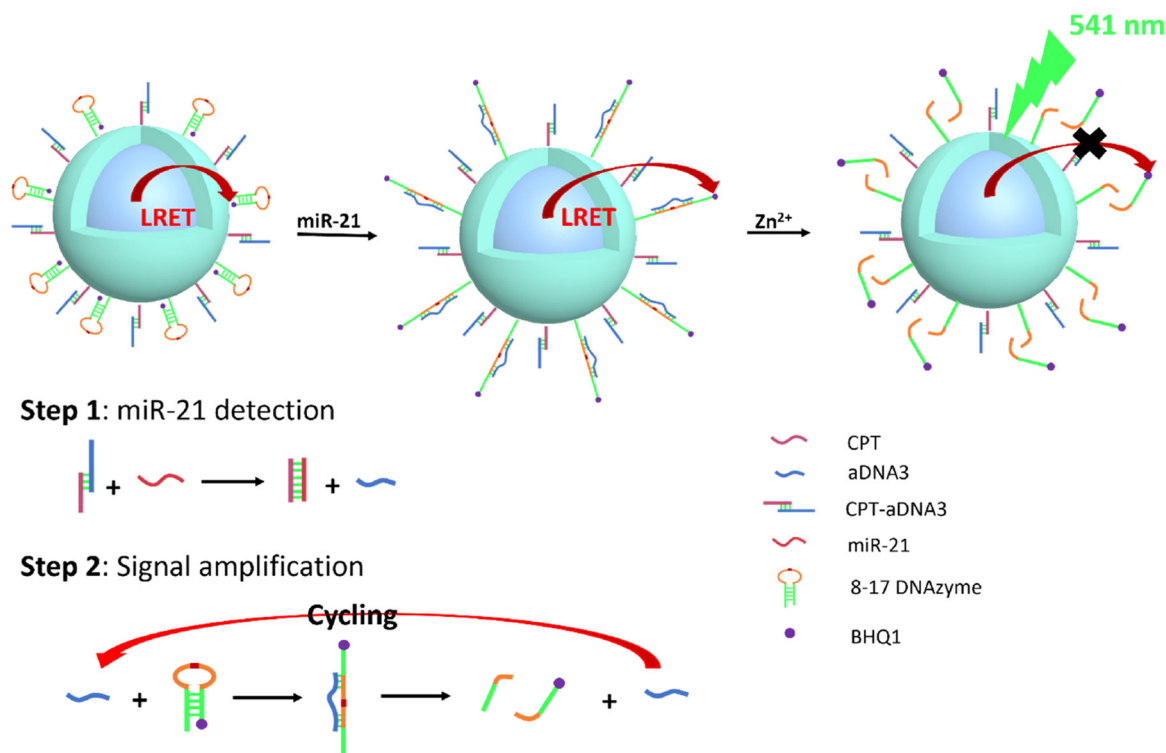 541 nm
LRET
miR-21
LRET
Zn²⁺
Step 1: miR-21 detection
+
+
Step 2: Signal amplification
Cycling
+
+
CPT
aDNA3
CPT-aDNA3
miR-21
8-17 DNAzyme
BHQ1